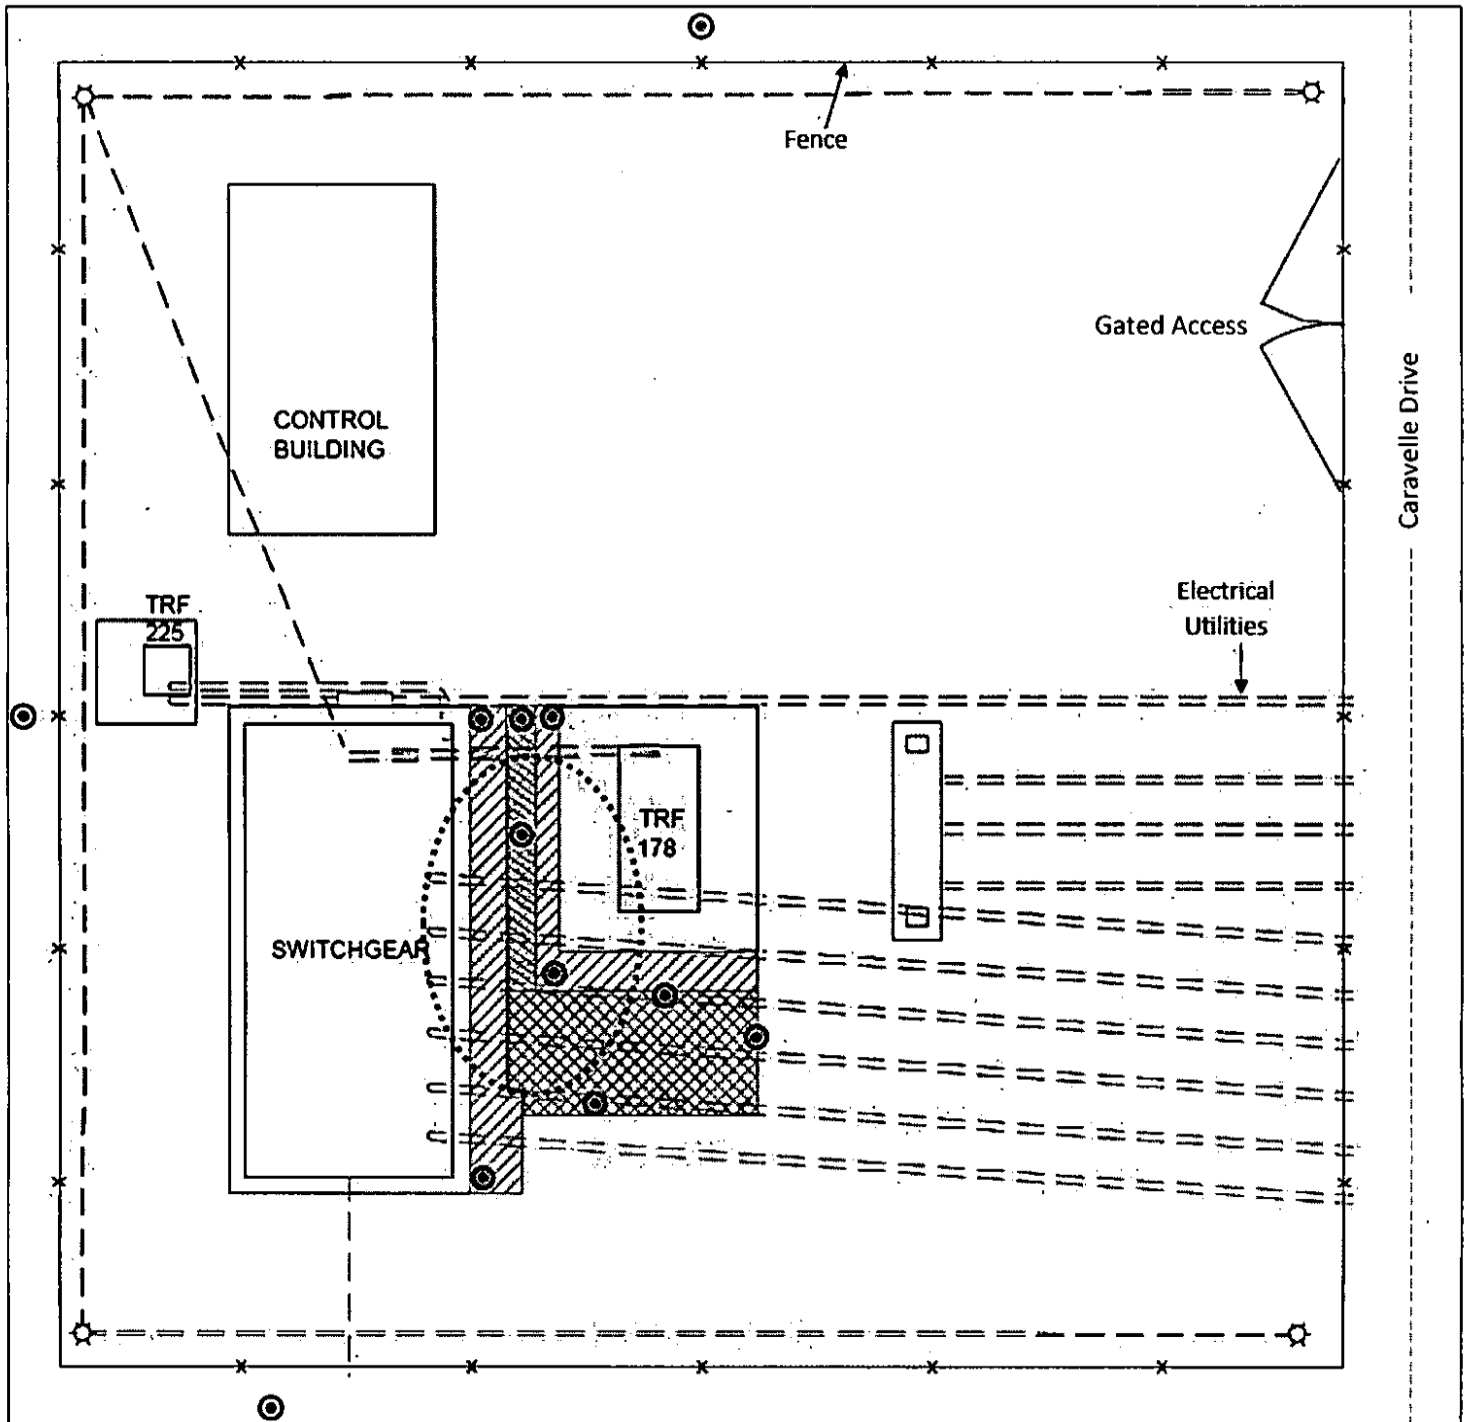 Fence
Gated Access
Caravelle Drive
CONTROL
BUILDING
Electrical
Utilities
TRF
225
TRF
178
SWITCHGEAR